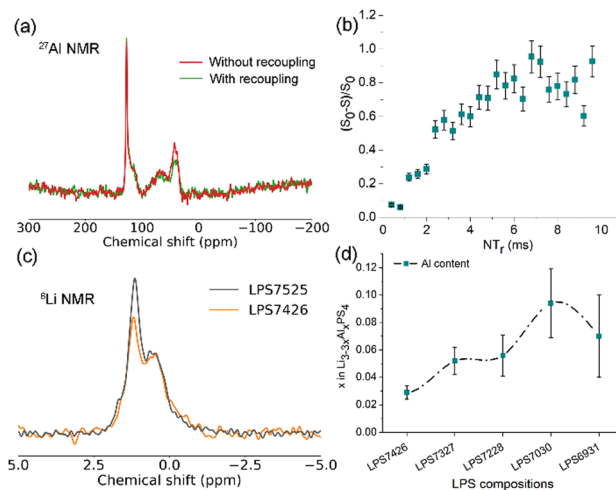 (a)
27Al NMR
Without recoupling
With recoupling
300 200 100 0 −100 −200
Chemical shift (ppm)
(b)
(S0-S)/S0
1.2
1.0
0.8
0.6
0.4
0.2
0.0
0 2 4 6 8 10
NTr (ms)
(c)
6Li NMR
LPS7525
LPS7426
5.0 2.5 0.0 −2.5 −5.0
Chemical shift (ppm)
(d)
Al content
x in Li3-3xAlxPS4
0.12
0.10
0.08
0.06
0.04
0.02
0.00
LPS7426 LPS7327 LPS7228 LPS7030 LPS6931
LPS compositions